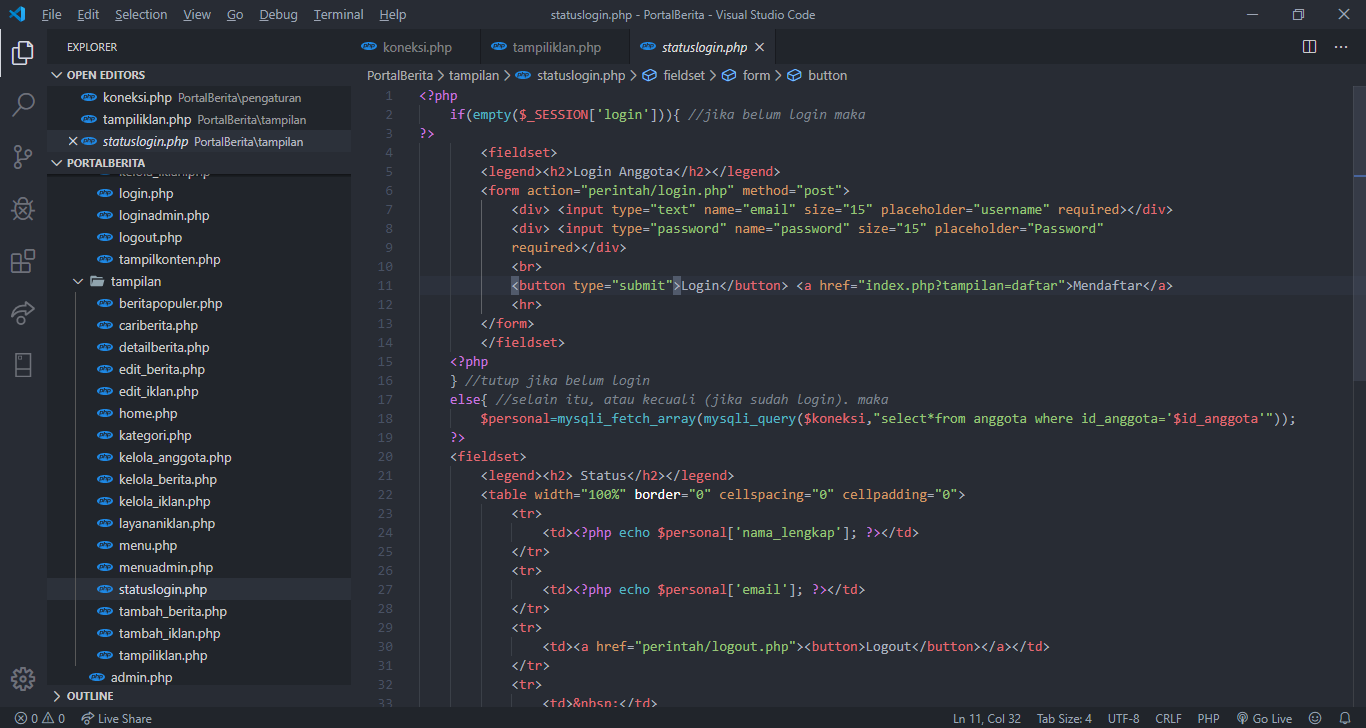 File Edit Selection View Go Debug Terminal Help statuslogin.php - PortalBerita - Visual Studio Code
EXPLORER
OPEN EDITORS
koneksi.php PortalBerita\pengaturan
tampiliklan.php PortalBerita\tampilan
statuslogin.php PortalBerita\tampilan
PORTALBERITA
kelola_iklan.php
login.php
loginadmin.php
logout.php
tampilkonten.php
tampilan
beritapopuler.php
cariberita.php
detailberita.php
edit_berita.php
edit_iklan.php
home.php
kategori.php
kelola_anggota.php
kelola_berita.php
kelola_iklan.php
layananiklan.php
menu.php
menuadmin.php
statuslogin.php
tambah_berita.php
tambah_iklan.php
tampiliklan.php
admin.php
OUTLINE
koneksi.php tampiliklan.php statuslogin.php
PortalBerita > tampilan > statuslogin.php > fieldset > form > button
1 <?php
2 if(empty($_SESSION['login'])){ //jika belum login maka
3 ?>
4 <fieldset>
5 <legend><h2>Login Anggota</h2></legend>
6 <form action="perintah/login.php" method="post">
7 <div> <input type="text" name="email" size="15" placeholder="username" required></div>
8 <div> <input type="password" name="password" size="15" placeholder="Password"
9 required></div>
10 <br>
11 <button type="submit">Login</button> <a href="index.php?tampilan=daftar">Mendaftar</a>
12 <hr>
13 </form>
14 </fieldset>
15 <?php
16 } //tutup jika belum login
17 else{ //selain itu, atau kecuali (jika sudah login). maka
18 $personal=mysqli_fetch_array(mysqli_query($koneksi,"select*from anggota where id_anggota='$id_anggota'"));
19 ?>
20 <fieldset>
21 <legend><h2> Status</h2></legend>
22 <table width="100%" border="0" cellspacing="0" cellpadding="0">
23 <tr>
24 <td><?php echo $personal['nama_lengkap']; ?></td>
25 </tr>
26 <tr>
27 <td><?php echo $personal['email']; ?></td>
28 </tr>
29 <tr>
30 <td><a href="perintah/logout.php"><button>Logout</button></a></td>
31 </tr>
32 <tr>
33 <td>&nbsp;</td>
0 0 Live Share Ln 11, Col 32 Tab Size: 4 UTF-8 CRLF PHP Go Live